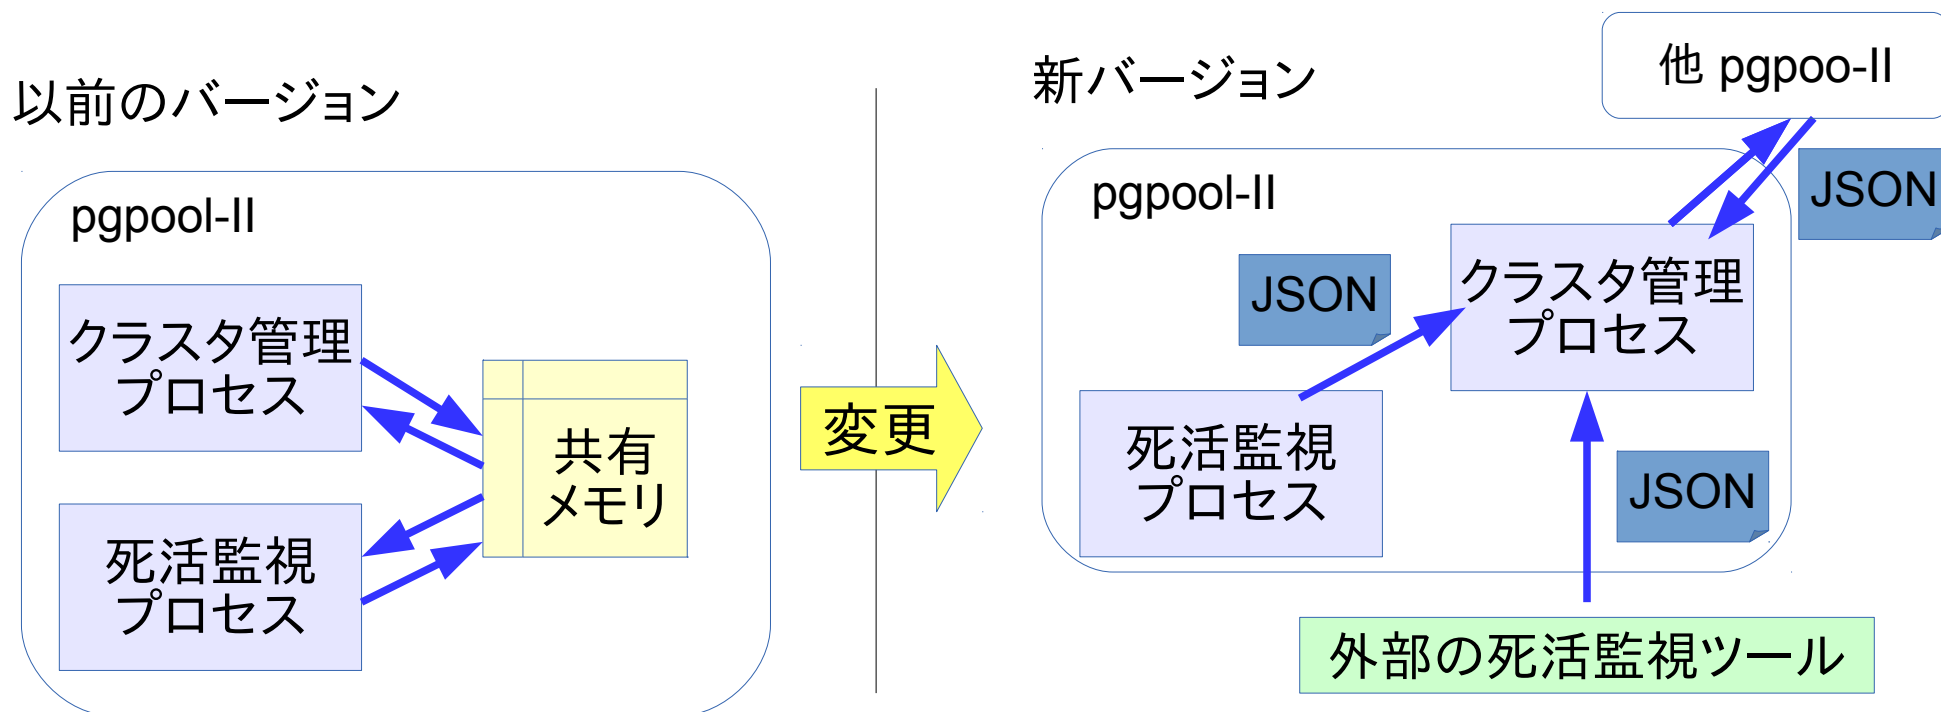 以前のバージョン
pgpool-II
クラスタ管理
プロセス
死活監視
プロセス
共有
メモリ
変更
新バージョン
他 pgpoo-II
pgpool-II
JSON
JSON
クラスタ管理
プロセス
死活監視
プロセス
JSON
外部の死活監視ツール